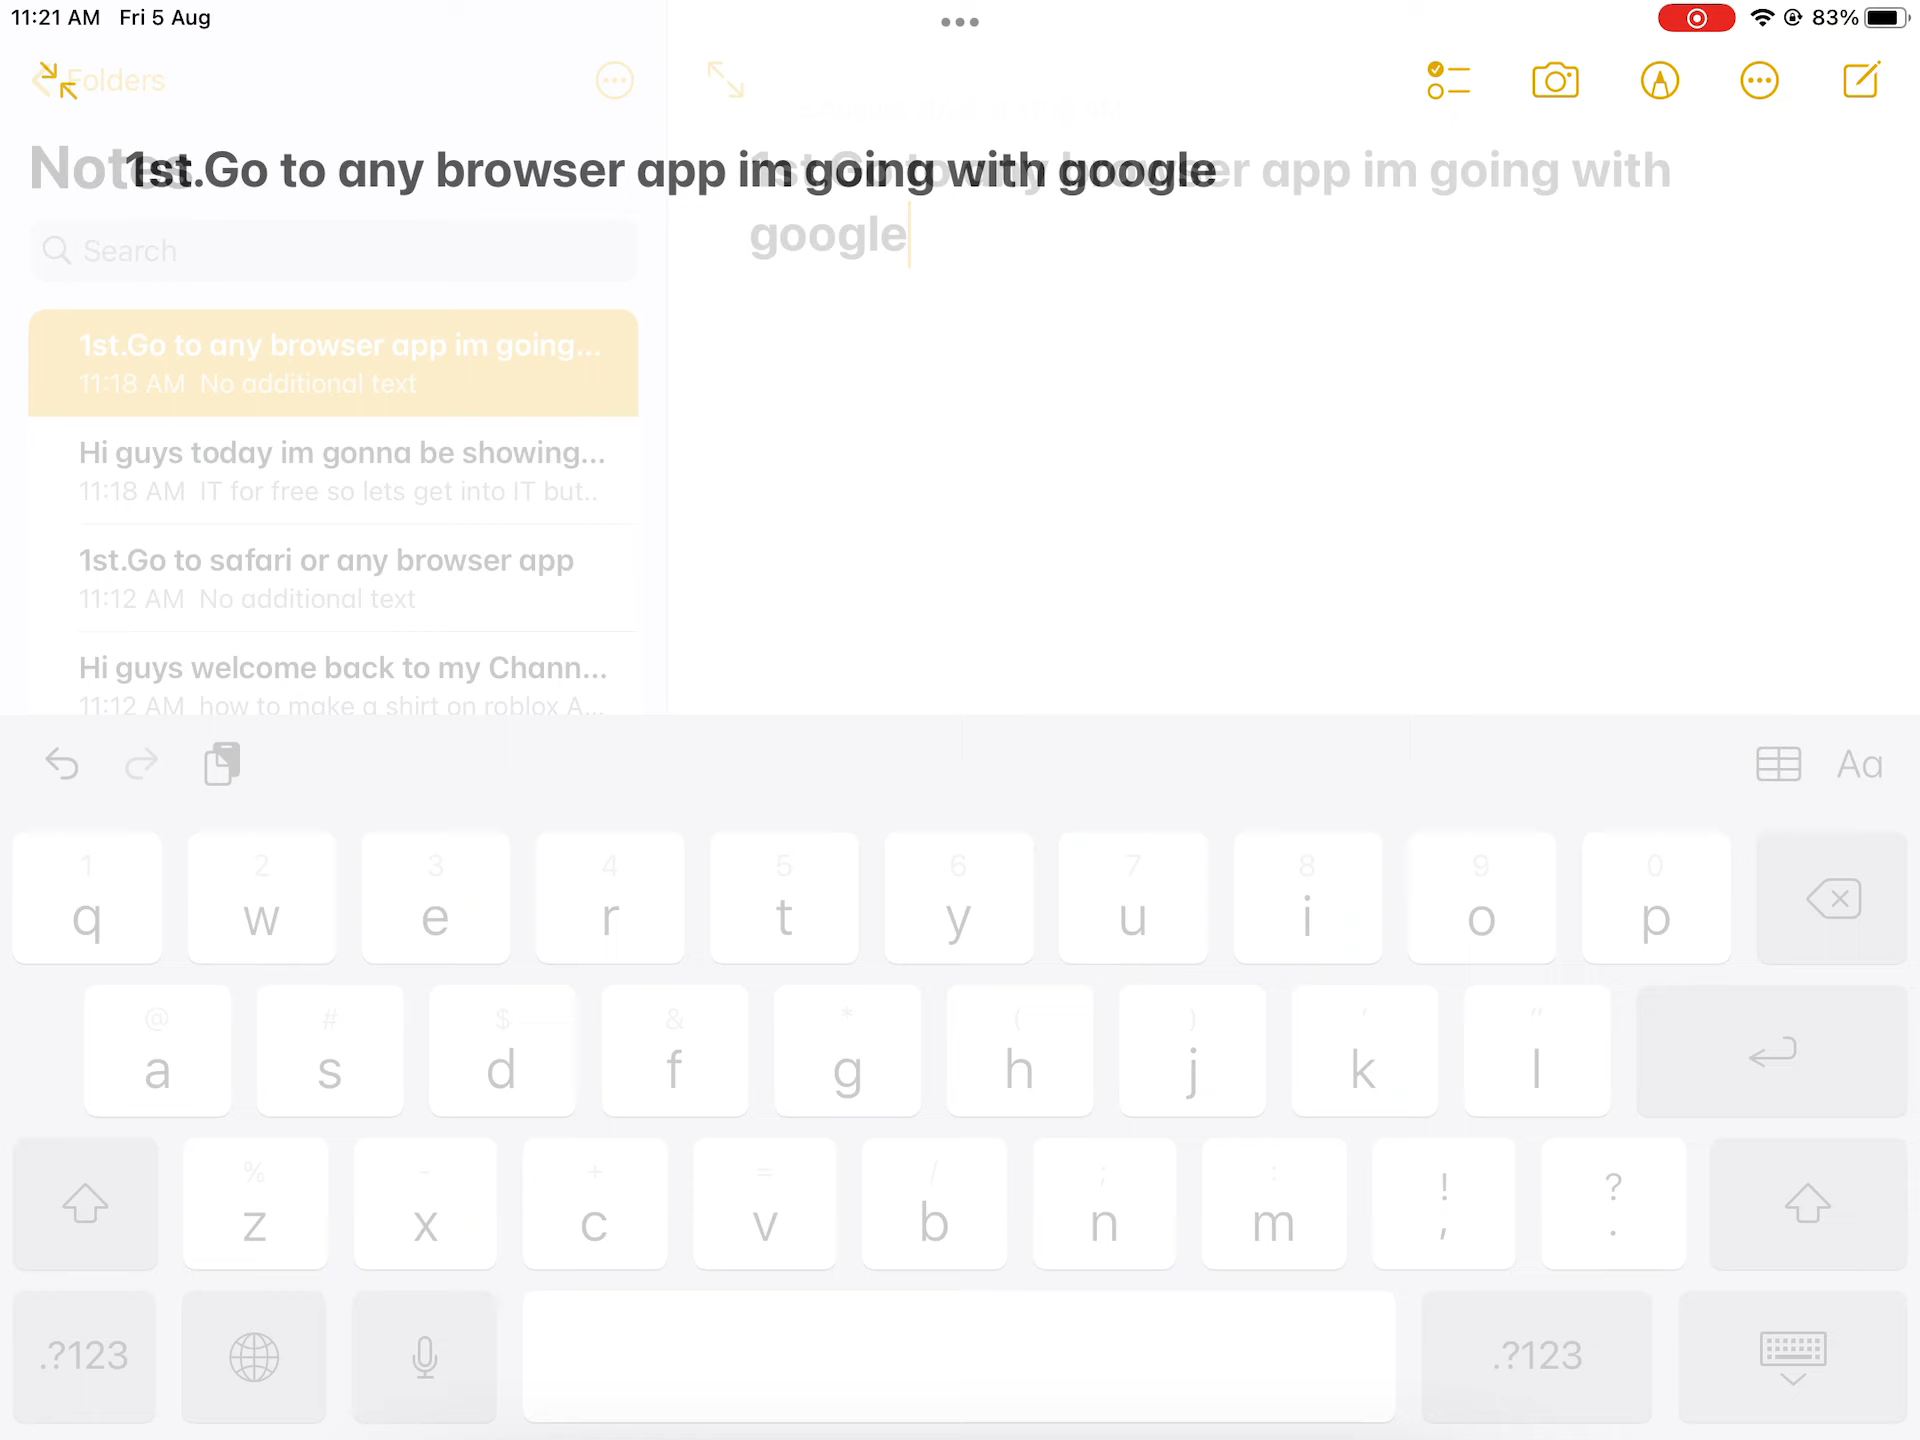 11:21 AM Fri 5 Aug
83%
Folders
Notes
1st.Go to any browser app im going with google
1st.Go to any browser app im going with
google
Search
1st.Go to any browser app im going...
11:18 AM No additional text
Hi guys today im gonna be showing...
11:18 AM IT for free so lets get into IT but..
1st.Go to safari or any browser app
11:12 AM No additional text
Hi guys welcome back to my Chann...
11:12 AM how to make a shirt on roblox A...
Aa
1 2 3 4 5 6 7 8 9 0
q w e r t y u i o p
@ # $ & * ( ) ' "
a s d f g h j k l
% - + = / ; : ! ?
z x c v b n m , .
.?123 .?123